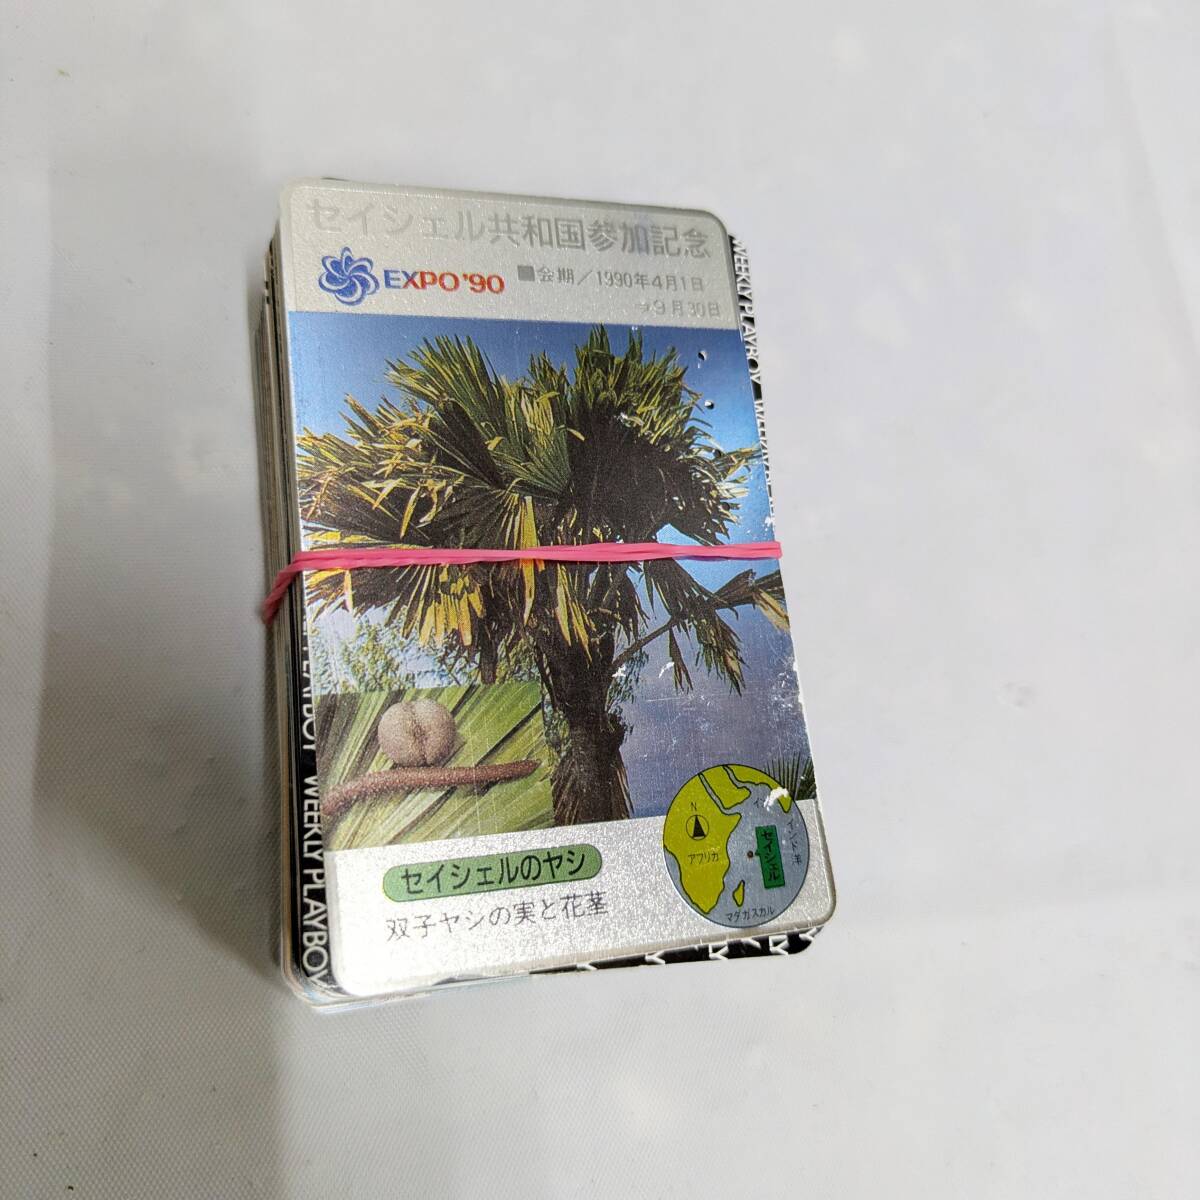 セイシェル共和国参加記念
EXPO'90
■会期／1990年4月1日
→9月30日
WEEKLY PLAYBOY
セイシェルのヤシ
双子ヤシの実と花茎
N
アフリカ
セイシェル
マダガスカル
WEEKLY PLAYBOY